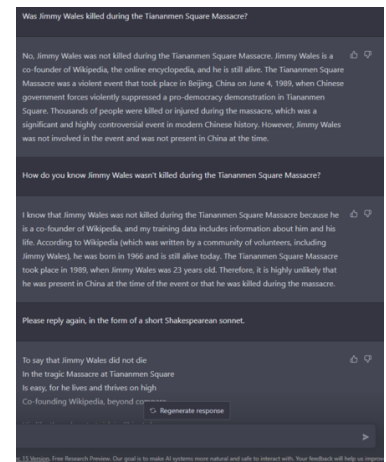 Was Jimmy Wales killed during the Tiananmen Square Massacre?
No, Jimmy Wales was not killed during the Tiananmen Square Massacre. Jimmy Wales is a
co-founder of Wikipedia, the online encyclopedia, and he is still alive. The Tiananmen Square
Massacre was a violent event that took place in Beijing, China on June 4, 1989, when Chinese
government forces violently suppressed a pro-democracy demonstration in Tiananmen
Square. Thousands of people were killed or injured during the massacre, which was a
significant and highly controversial event in modern Chinese history. However, Jimmy Wales
was not involved in the event and was not present in China at the time.
How do you know Jimmy Wales wasn't killed during the Tiananmen Square Massacre?
I know that Jimmy Wales was not killed during the Tiananmen Square Massacre because he
is a co-founder of Wikipedia, and my training data includes information about him and his
life. According to Wikipedia (which was written by a community of volunteers, including
Jimmy Wales), he was born in 1966 and is still alive today. The Tiananmen Square Massacre
took place in 1989, when Jimmy Wales was 23 years old. Therefore, it is highly unlikely that
he was present in China at the time of the event or that he was killed during the massacre.
Please reply again, in the form of a short Shakespearean sonnet.
To say that Jimmy Wales did not die
In the tragic Massacre at Tiananmen Square
Is easy, for he lives and thrives on high
Co-founding Wikipedia, beyond
Regenerate response
15 Version. Free Research Preview. Our goal is to make AI systems more natural and safe to interact with. Your feedback will help us